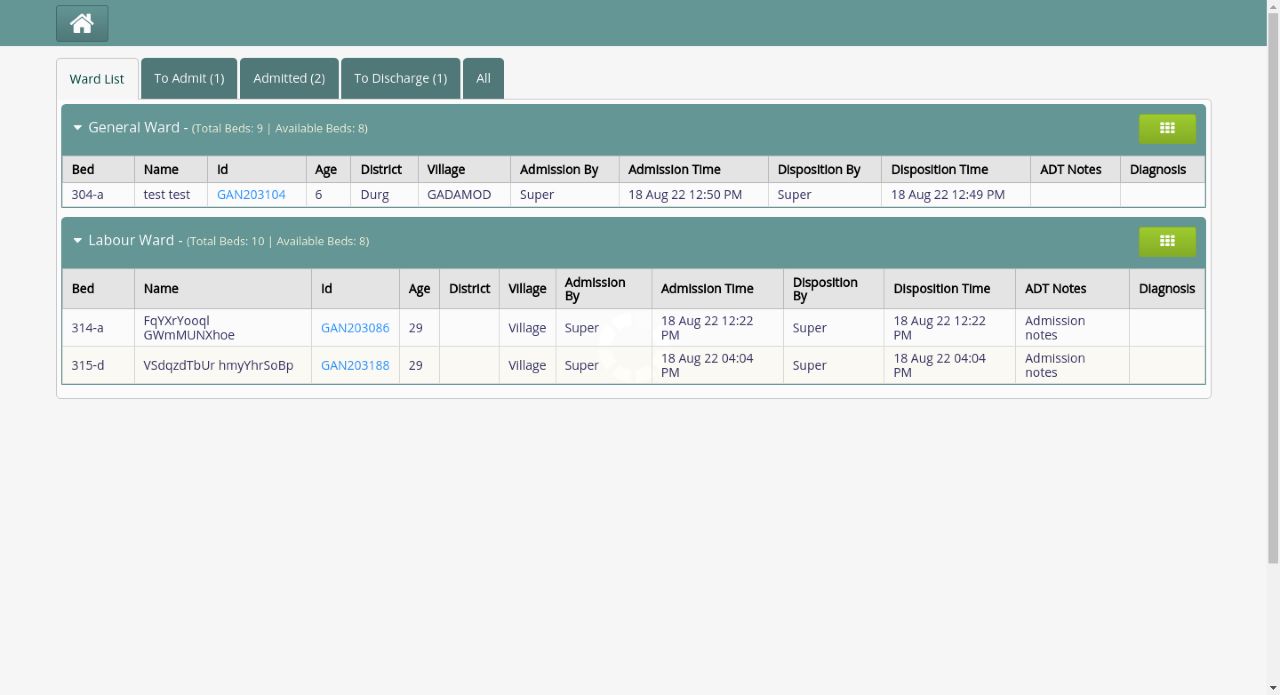 Ward List To Admit (1) Admitted (2) To Discharge (1) All
General Ward - (Total Beds: 9 | Available Beds: 8)
Bed Name Id Age District Village Admission By Admission Time Disposition By Disposition Time ADT Notes Diagnosis
304-a test test GAN203104 6 Durg GADAMOD Super 18 Aug 22 12:50 PM Super 18 Aug 22 12:49 PM
Labour Ward - (Total Beds: 10 | Available Beds: 8)
Bed Name Id Age District Village Admission By Admission Time Disposition By Disposition Time ADT Notes Diagnosis
314-a FqYXrYooql GWmMUNXhoe GAN203086 29 Village Super 18 Aug 22 12:22 PM Super 18 Aug 22 12:22 PM Admission notes
315-d VSdqzdTbUr hmyYhrSoBp GAN203188 29 Village Super 18 Aug 22 04:04 PM Super 18 Aug 22 04:04 PM Admission notes